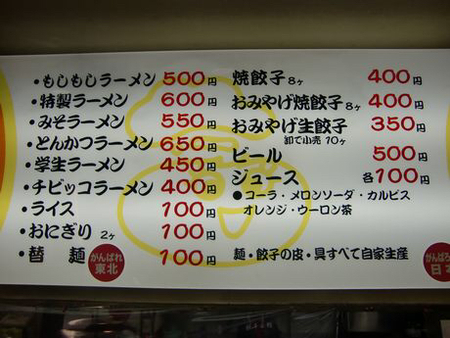 ・もしもしラーメン 500円
・特製ラーメン 600円
・みそラーメン 550円
・とんかつラーメン 650円
・学生ラーメン 450円
・チビッコラーメン 400円
・ライス 100円
・おにぎり 2ヶ 100円
・替麺 100円
がんばれ
東北
焼餃子 8ヶ 400円
おみやげ焼餃子 8ヶ 400円
おみやげ生餃子 350円
卸て小売 10ヶ
ビール 500円
ジュース 各100円
●コーラ・メロンソーダ・カルピス
オレンジ・ウーロン茶
麺・餃子の皮・具すべて自家生産
がんばろ
日